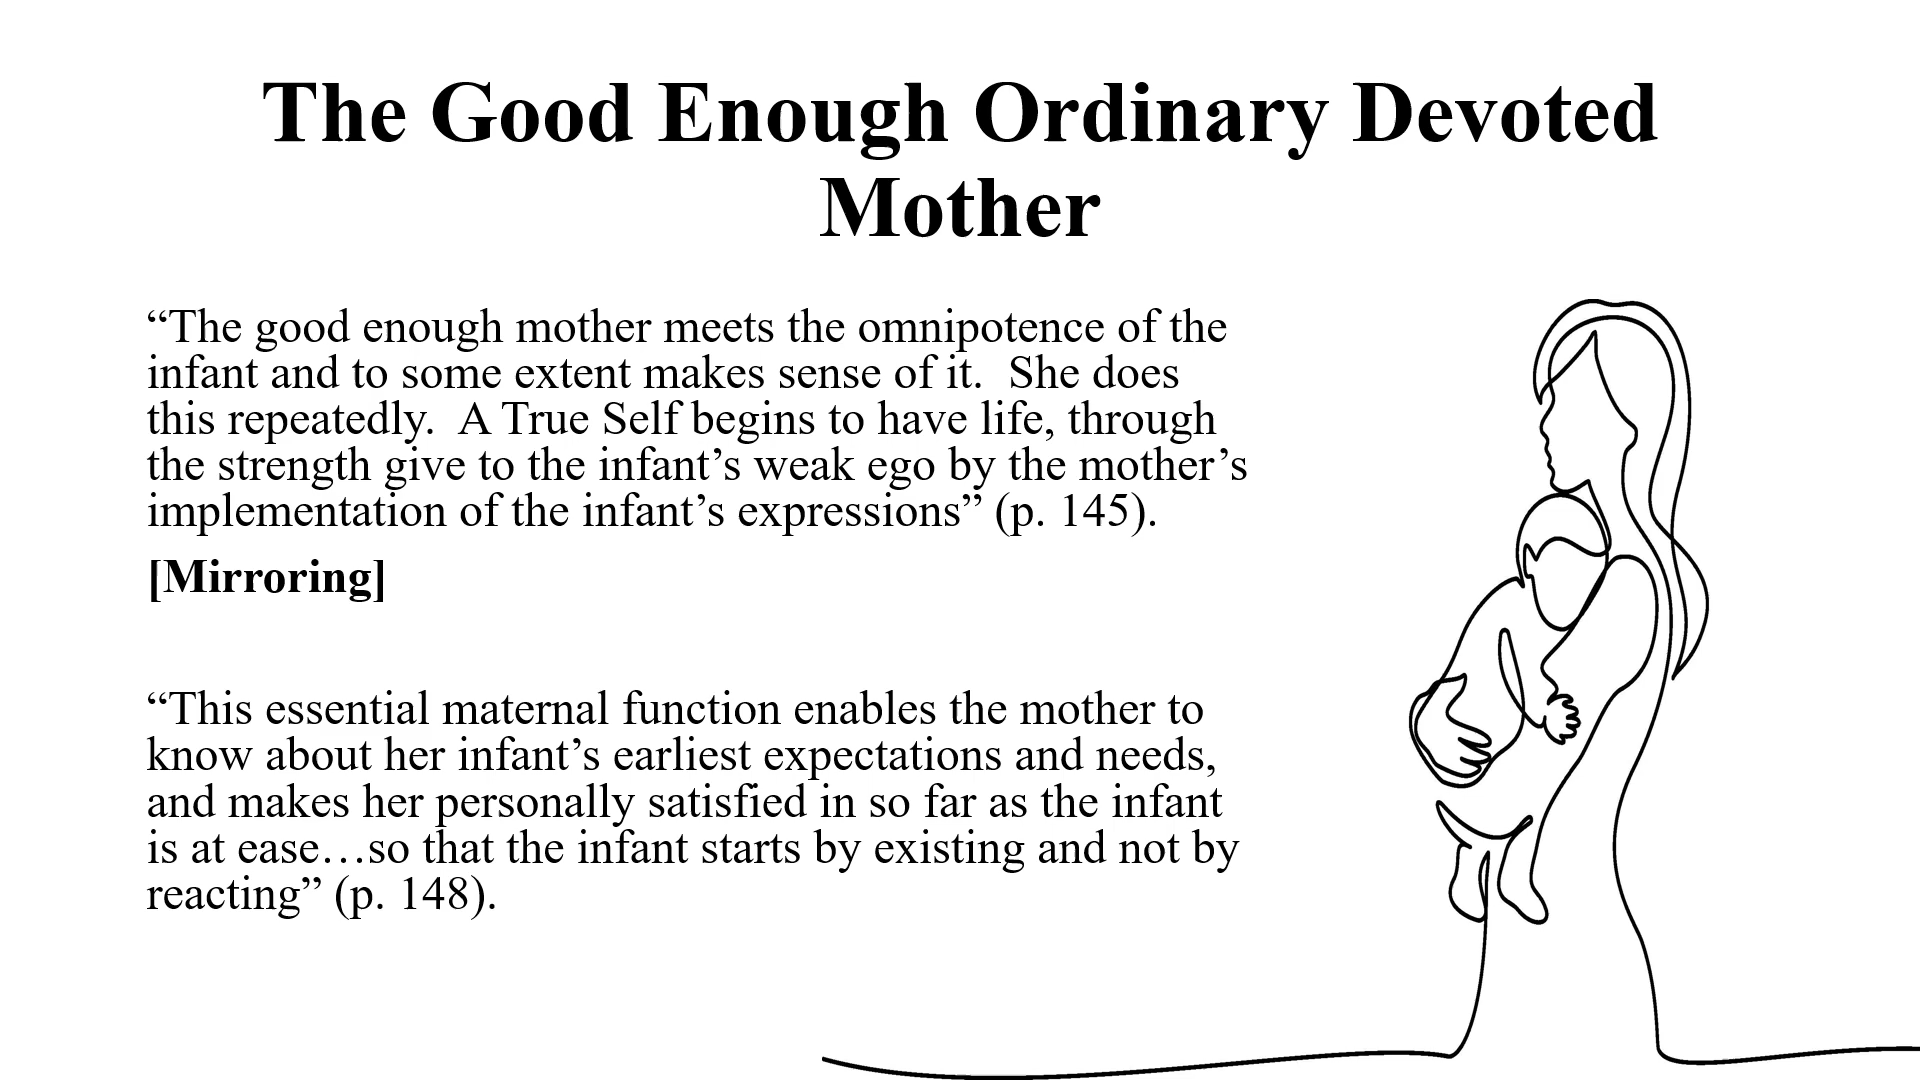 The Good Enough Ordinary Devoted
Mother
“The good enough mother meets the omnipotence of the
infant and to some extent makes sense of it.  She does
this repeatedly.  A True Self begins to have life, through
the strength give to the infant’s weak ego by the mother’s
implementation of the infant’s expressions” (p. 145).
[Mirroring]
“This essential maternal function enables the mother to
know about her infant’s earliest expectations and needs,
and makes her personally satisfied in so far as the infant
is at ease…so that the infant starts by existing and not by
reacting” (p. 148).